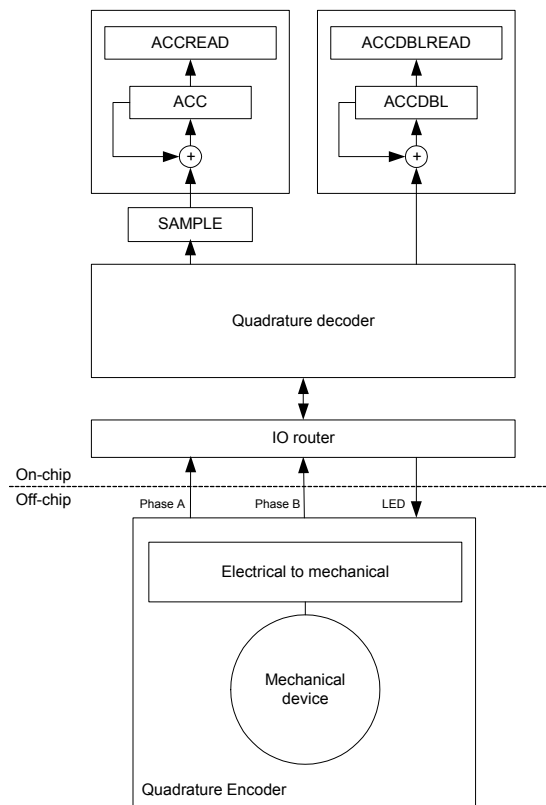 ACCREAD
ACCDBLREAD
ACC
ACCDBL
+
+
SAMPLE
Quadrature decoder
IO router
On-chip
Off-chip
Phase A
Phase B
LED
Electrical to mechanical
Mechanical
device
Quadrature Encoder